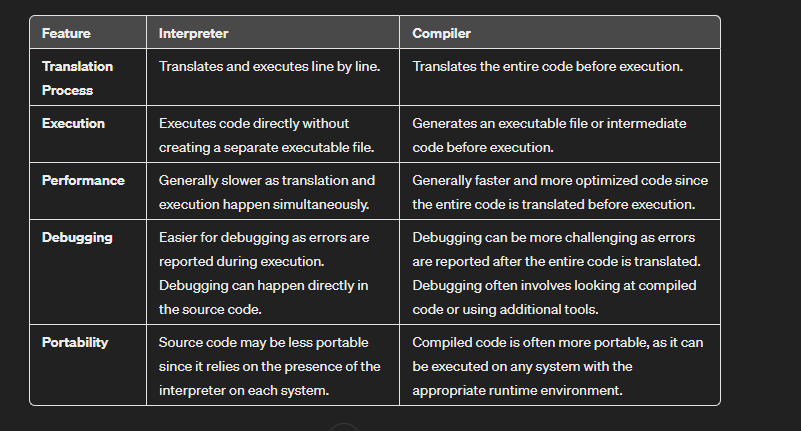 Feature Interpreter Compiler
Translation Translates and executes line by line. Translates the entire code before execution.
Process
Execution Executes code directly without Generates an executable file or intermediate
creating a separate executable file. code before execution.
Performance Generally slower as translation and Generally faster and more optimized code since
execution happen simultaneously. the entire code is translated before execution.
Debugging Easier for debugging as errors are Debugging can be more challenging as errors
reported during execution. are reported after the entire code is translated.
Debugging can happen directly in Debugging often involves looking at compiled
the source code. code or using additional tools.
Portability Source code may be less portable Compiled code is often more portable, as it can
since it relies on the presence of the be executed on any system with the
interpreter on each system. appropriate runtime environment.